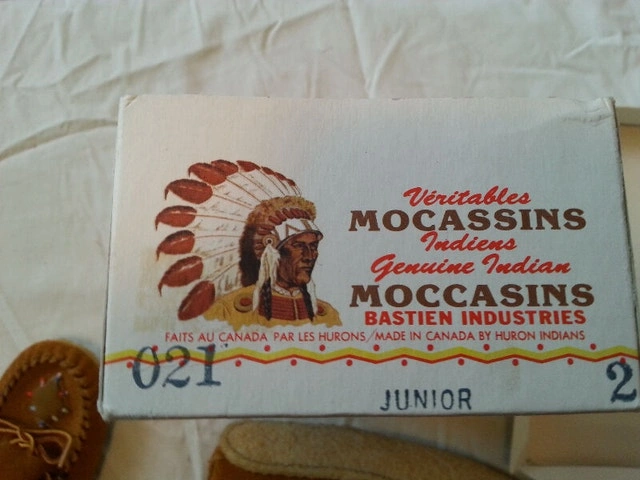 Véritables
MOCASSINS
Indiens
Genuine Indian
MOCCASINS
BASTIEN INDUSTRIES
FAITS AU CANADA PAR LES HURONS/MADE IN CANADA BY HURON INDIANS
021
JUNIOR
2